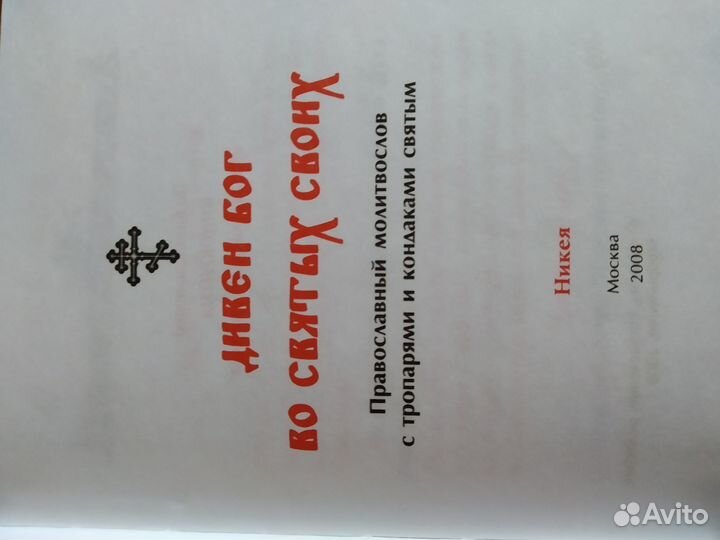 ДИВЕН БОГ
ВО СВЯТЫХ СВОИХ
Православный молитвослов
с тропарями и кондаками святым
Никея
Москва
2008
Avito